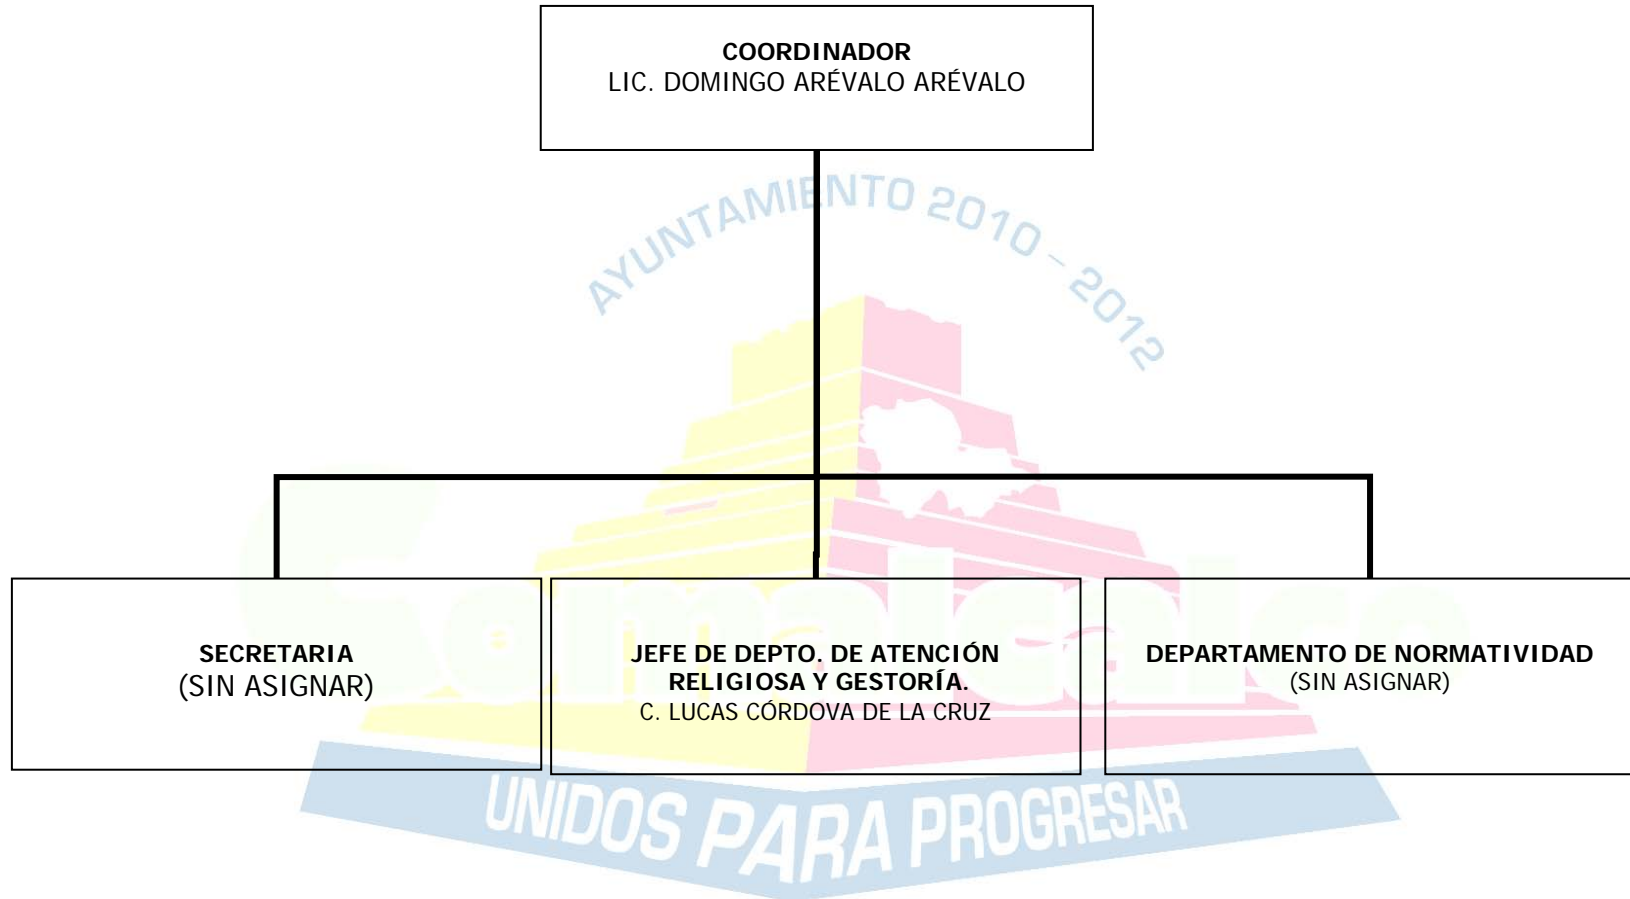 COORDINADOR
LIC. DOMINGO ARÉVALO ARÉVALO
AYUNTAMIENTO 2010 - 2012
SECRETARIA
(SIN ASIGNAR)
JEFE DE DEPTO. DE ATENCIÓN
RELIGIOSA Y GESTORÍA.
C. LUCAS CÓRDOVA DE LA CRUZ
DEPARTAMENTO DE NORMATIVIDAD
(SIN ASIGNAR)
Comalcalco
UNIDOS PARA PROGRESAR